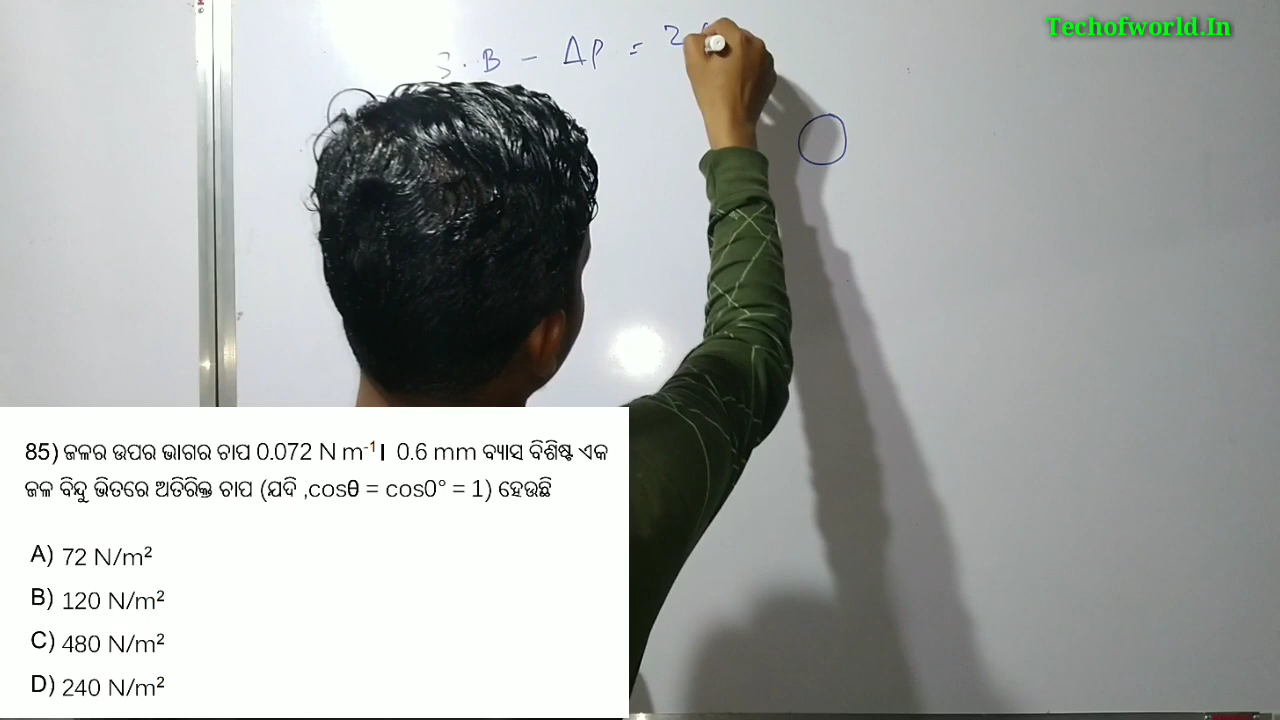 Techofworld.In
S.B - ΔP = 2
85) ଜଳର ଉପର ଭାଗର ଚାପ 0.072 N m⁻¹। 0.6 mm ବ୍ୟାସ ବିଶିଷ୍ଟ ଏକ
ଜଳ ବିନ୍ଦୁ ଭିତରେ ଅତିରିକ୍ତ ଚାପ (ଯଦି ,cosθ = cos0° = 1) ହେଉଛି
A) 72 N/m²
B) 120 N/m²
C) 480 N/m²
D) 240 N/m²